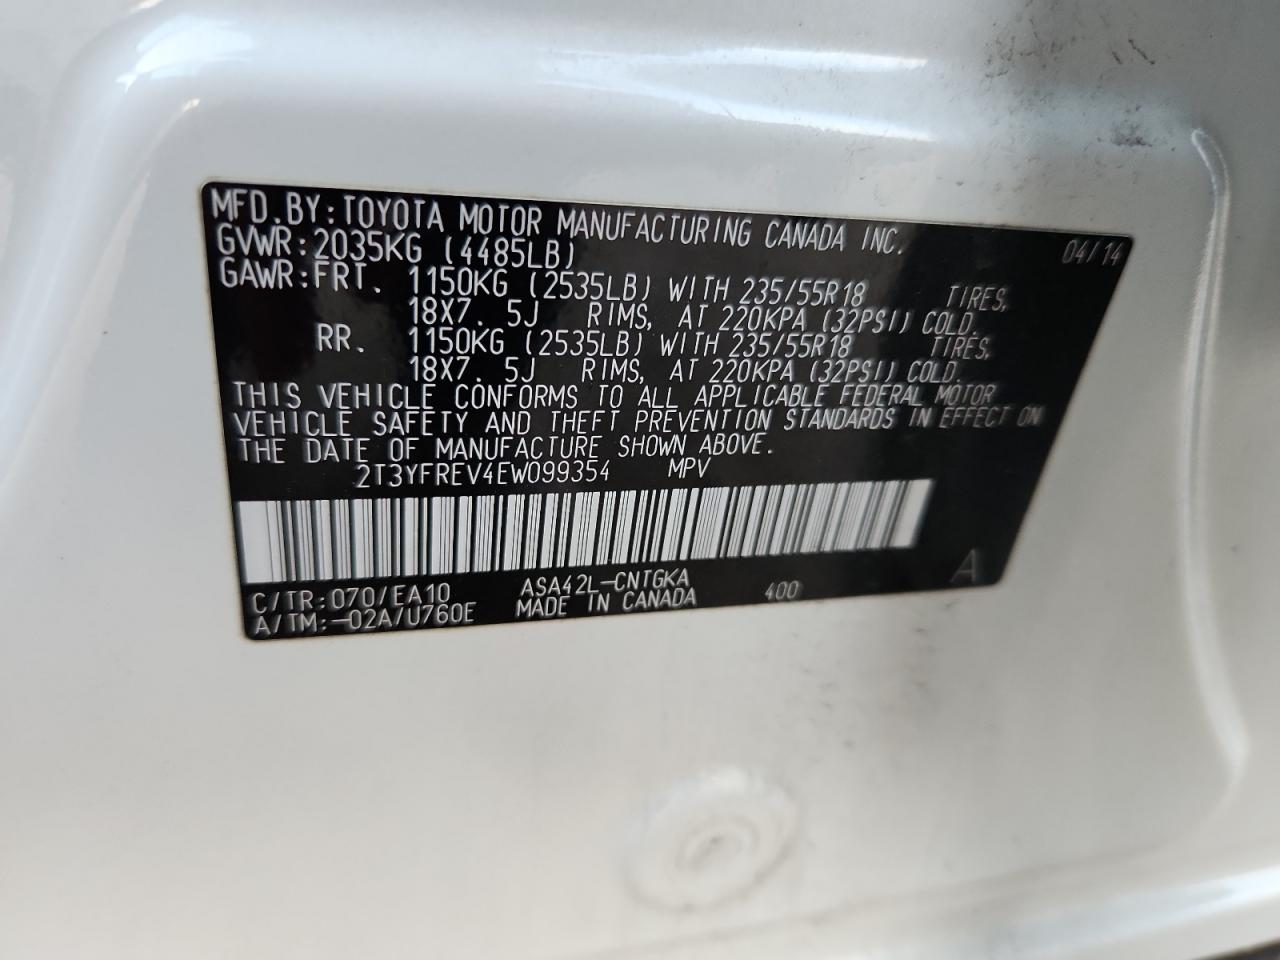 MFD.BY:TOYOTA MOTOR MANUFACTURING CANADA INC. 04/14
GVWR:2035KG (4485LB)
GAWR:FRT. 1150KG (2535LB) WITH 235/55R18 TIRES,
18X7. 5J RIMS, AT 220KPA (32PSI) COLD.
RR. 1150KG (2535LB) WITH 235/55R18 TIRES,
18X7. 5J RIMS, AT 220KPA (32PSI) COLD.
THIS VEHICLE CONFORMS TO ALL APPLICABLE FEDERAL MOTOR
VEHICLE SAFETY AND THEFT PREVENTION STANDARDS IN EFFECT ON
THE DATE OF MANUFACTURE SHOWN ABOVE.
2T3YFREV4EW099354 MPV
C/TR:070/EA10 ASA42L-CNTGKA 400 A
A/TM:-02A/U760E MADE IN CANADA